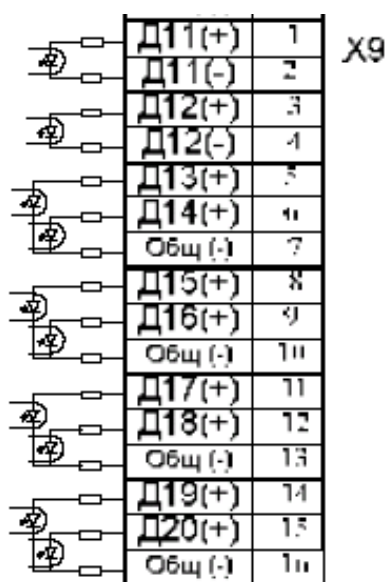 Д11(+) 1 X9
Д11(-) 2
Д12(+) 3
Д12(-) 4
Д13(+) 5
Д14(+) 6
Общ (-) 7
Д15(+) 8
Д16(+) 9
Общ (-) 10
Д17(+) 11
Д18(+) 12
Общ (-) 13
Д19(+) 14
Д20(+) 15
Общ (-) 16